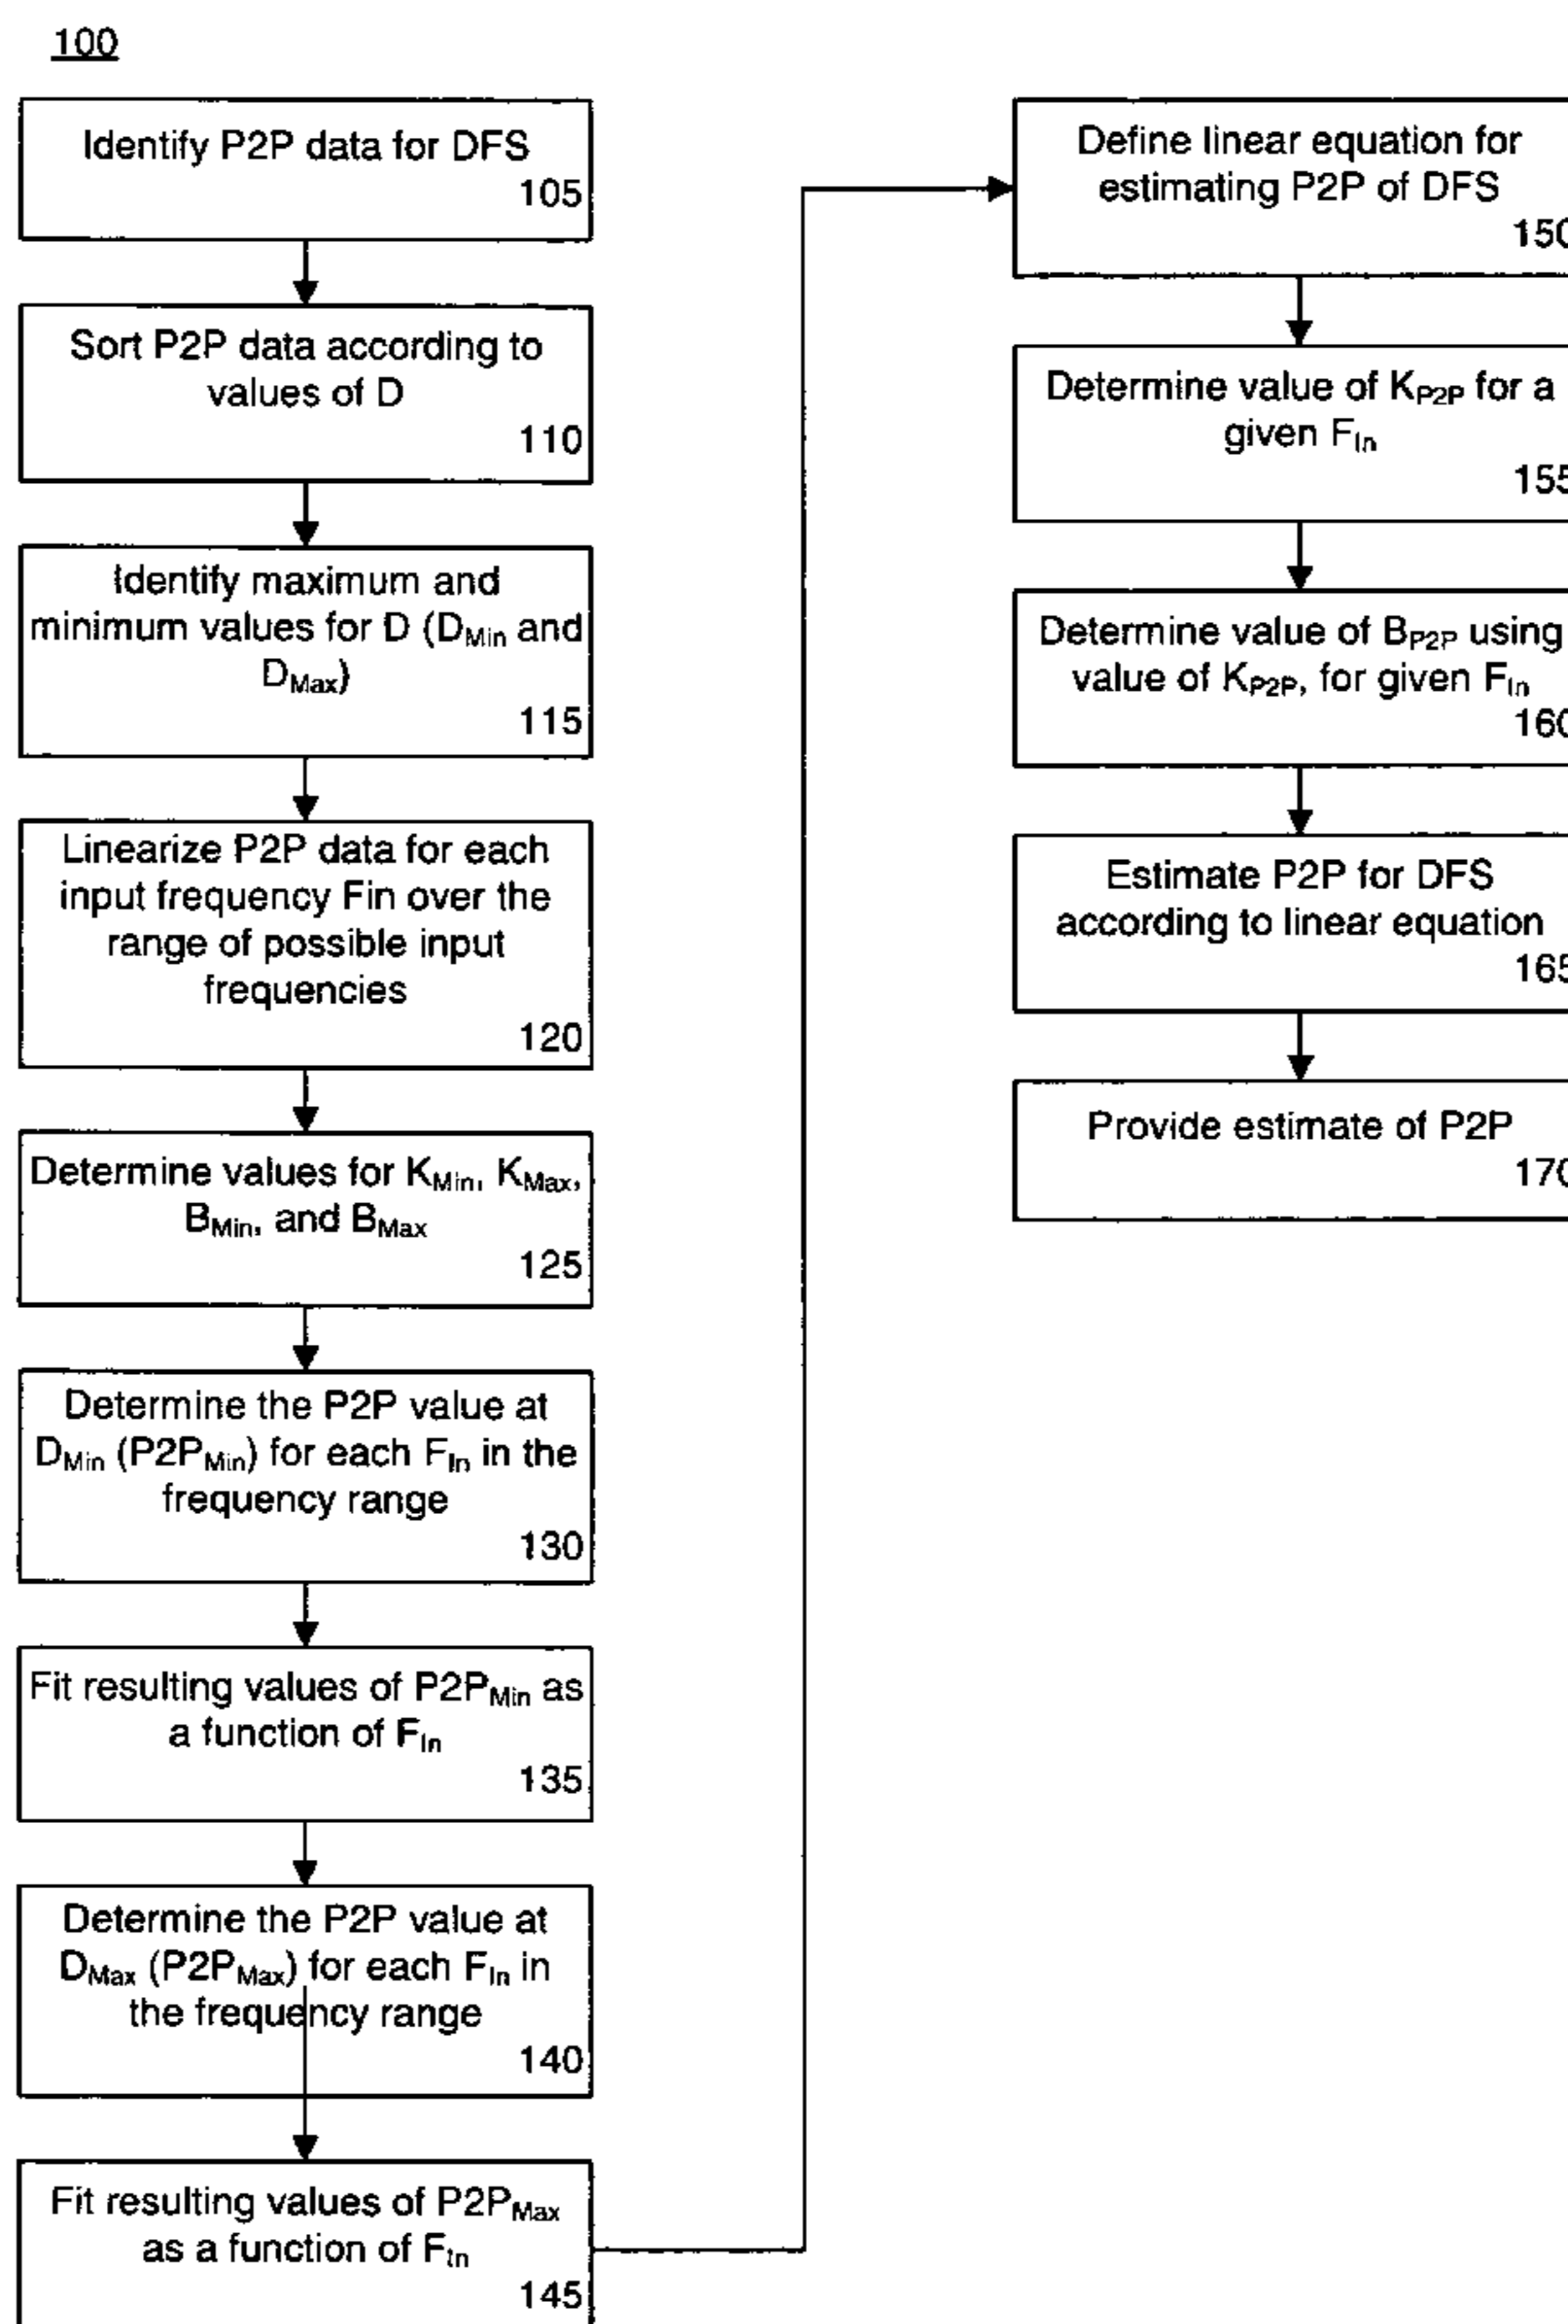 100
Identify P2P data for DFS
105
Sort P2P data according to
values of D
110
Identify maximum and
minimum values for D (DMin and
DMax)
115
Linearize P2P data for each
input frequency Fin over the
range of possible input
frequencies
120
Determine values for KMin, KMax,
BMin, and BMax
125
Determine the P2P value at
DMin (P2PMin) for each FIn in the
frequency range
130
Fit resulting values of P2PMin as
a function of FIn
135
Determine the P2P value at
DMax (P2PMax) for each FIn in
the frequency range
140
Fit resulting values of P2PMax
as a function of FIn
145
Define linear equation for
estimating P2P of DFS
150
Determine value of KP2P for a
given FIn
155
Determine value of BP2P using
value of KP2P, for given FIn
160
Estimate P2P for DFS
according to linear equation
165
Provide estimate of P2P
170